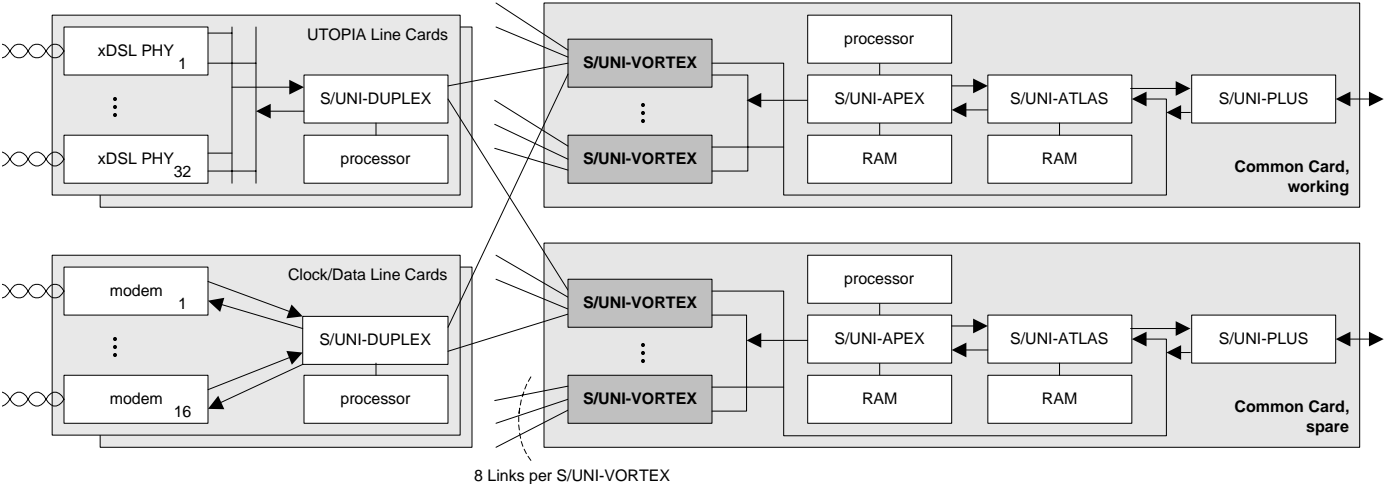 UTOPIA Line Cards
xDSL PHY
1
S/UNI-DUPLEX
processor
xDSL PHY
32
Clock/Data Line Cards
modem
1
S/UNI-DUPLEX
processor
modem
16
S/UNI-VORTEX
S/UNI-VORTEX
processor
S/UNI-APEX
RAM
S/UNI-ATLAS
RAM
S/UNI-PLUS
Common Card,
working
S/UNI-VORTEX
S/UNI-VORTEX
processor
S/UNI-APEX
RAM
S/UNI-ATLAS
RAM
S/UNI-PLUS
Common Card,
spare
8 Links per S/UNI-VORTEX